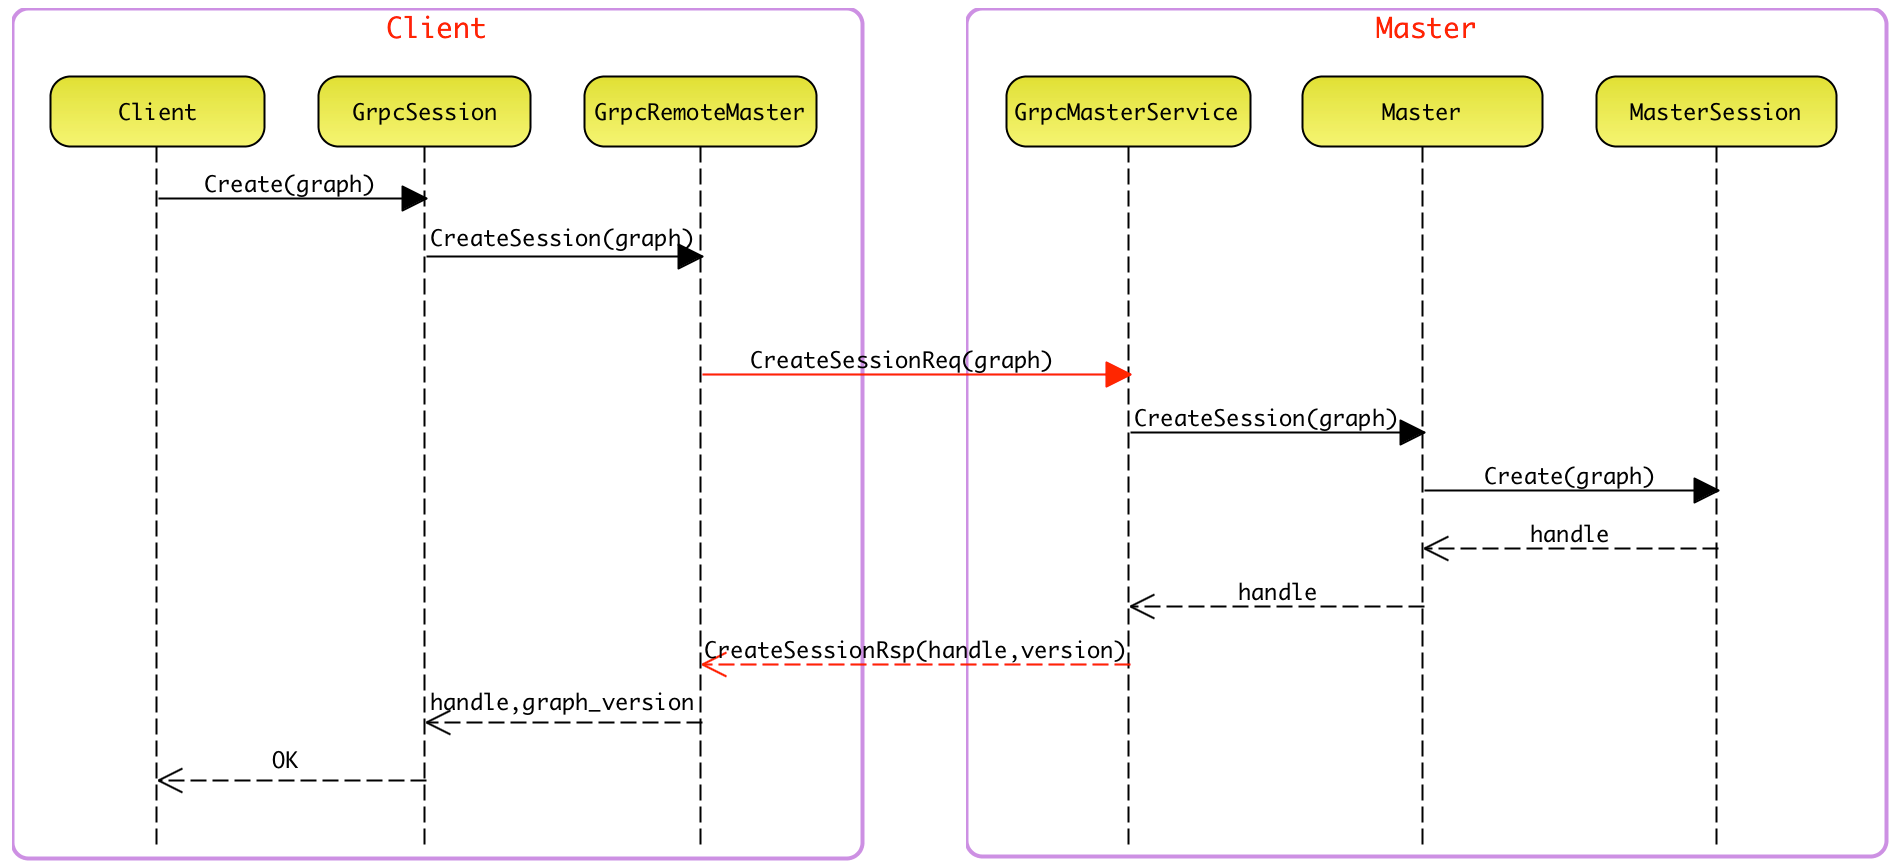 Client
Master
Client
GrpcSession
GrpcRemoteMaster
GrpcMasterService
Master
MasterSession
Create(graph)
CreateSession(graph)
CreateSessionReq(graph)
CreateSession(graph)
Create(graph)
handle
handle
CreateSessionRsp(handle,version)
handle,graph_version
OK